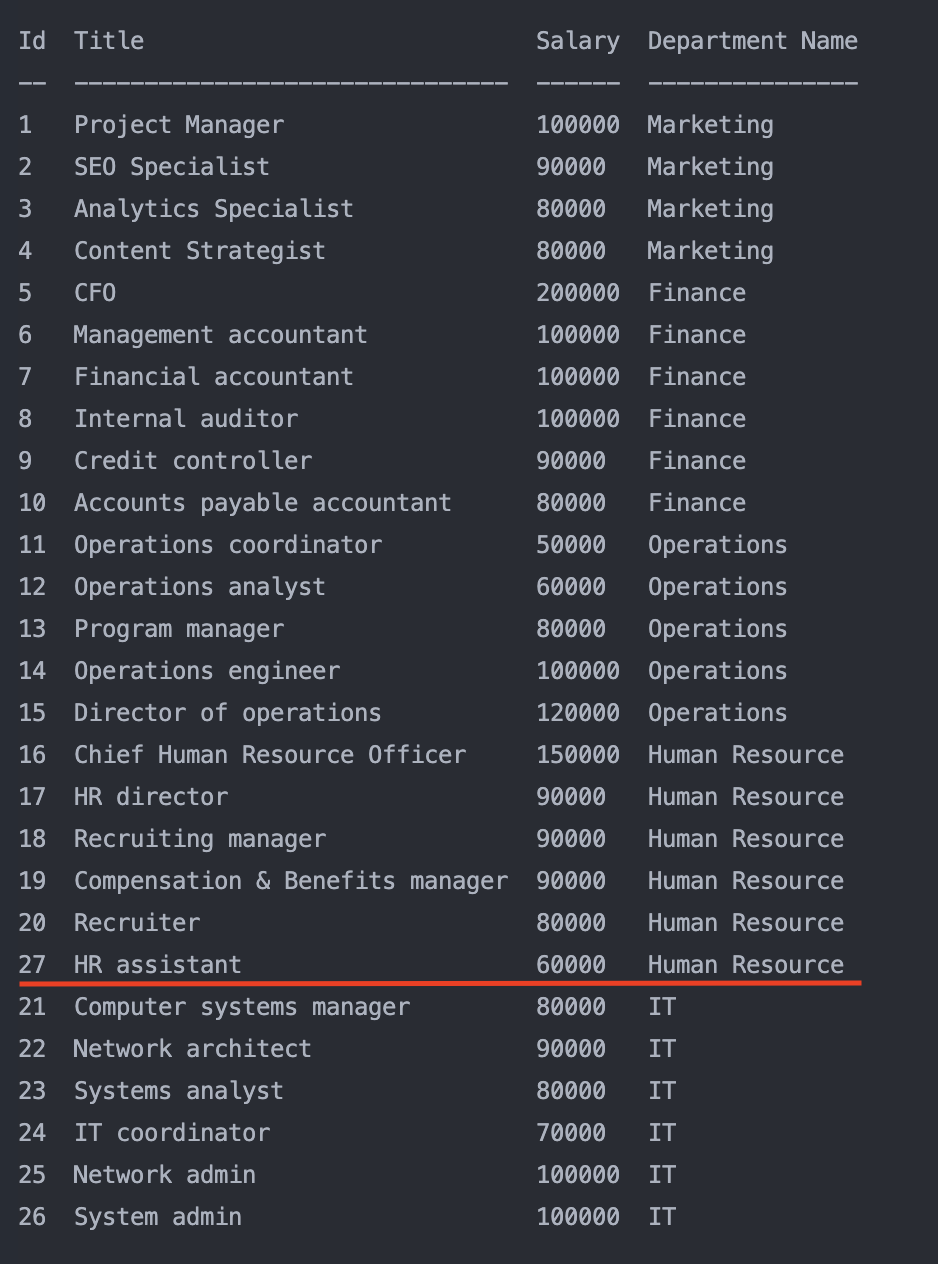 Id  Title                            Salary  Department Name
--  -------------------------------  ------  ---------------
1   Project Manager                  100000  Marketing
2   SEO Specialist                   90000   Marketing
3   Analytics Specialist             80000   Marketing
4   Content Strategist               80000   Marketing
5   CFO                              200000  Finance
6   Management accountant            100000  Finance
7   Financial accountant             100000  Finance
8   Internal auditor                 100000  Finance
9   Credit controller                90000   Finance
10  Accounts payable accountant      80000   Finance
11  Operations coordinator           50000   Operations
12  Operations analyst               60000   Operations
13  Program manager                  80000   Operations
14  Operations engineer              100000  Operations
15  Director of operations           120000  Operations
16  Chief Human Resource Officer     150000  Human Resource
17  HR director                      90000   Human Resource
18  Recruiting manager               90000   Human Resource
19  Compensation & Benefits manager  90000   Human Resource
20  Recruiter                        80000   Human Resource
27  HR assistant                     60000   Human Resource
21  Computer systems manager         80000   IT
22  Network architect                90000   IT
23  Systems analyst                  80000   IT
24  IT coordinator                   70000   IT
25  Network admin                    100000  IT
26  System admin                     100000  IT